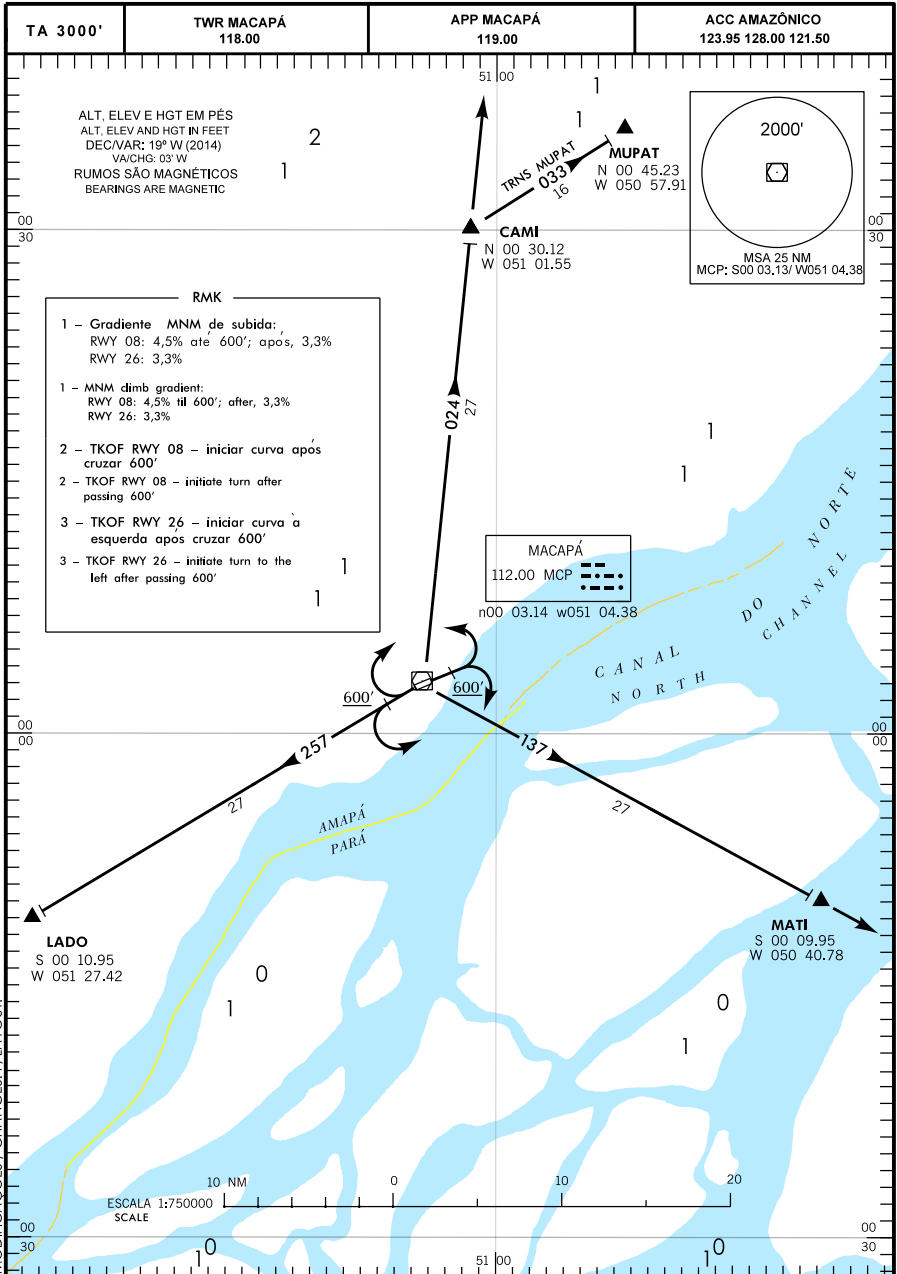 TA 3000'
TWR MACAPÁ
118.00
APP MACAPÁ
119.00
ACC AMAZÔNICO
123.95 128.00 121.50
51 00
ALT, ELEV E HGT EM PÉS
ALT, ELEV AND HGT IN FEET
DEC/VAR: 19º W (2014)
VA/CHG: 03' W
RUMOS SÃO MAGNÉTICOS
BEARINGS ARE MAGNETIC
2
1
1
1
TRNS MUPAT
033
16
MUPAT
N 00 45.23
W 050 57.91
2000'
MSA 25 NM
MCP: S00 03.13/ W051 04.38
00
30
00
30
CAMI
N 00 30.12
W 051 01.55
RMK
1 – Gradiente MNM de subida:
RWY 08: 4,5% até 600'; após, 3,3%
RWY 26: 3,3%
1 – MNM climb gradient:
RWY 08: 4,5% til 600'; after, 3,3%
RWY 26: 3,3%
2 – TKOF RWY 08 – iniciar curva após
cruzar 600'
2 – TKOF RWY 08 – initiate turn after
passing 600'
3 – TKOF RWY 26 – iniciar curva à
esquerda após cruzar 600'
3 – TKOF RWY 26 – initiate turn to the
left after passing 600'
1
1
024
27
1
1
MACAPÁ
112.00 MCP
n00 03.14 w051 04.38
CANAL DO NORTE
NORTH CHANNEL
600'
600'
00
00
00
00
257
27
137
27
AMAPÁ
PARÁ
LADO
S 00 10.95
W 051 27.42
MATI
S 00 09.95
W 050 40.78
0
1
0
1
10 NM
0
10
20
ESCALA 1:750000
SCALE
00
30
00
30
10
51 00
10